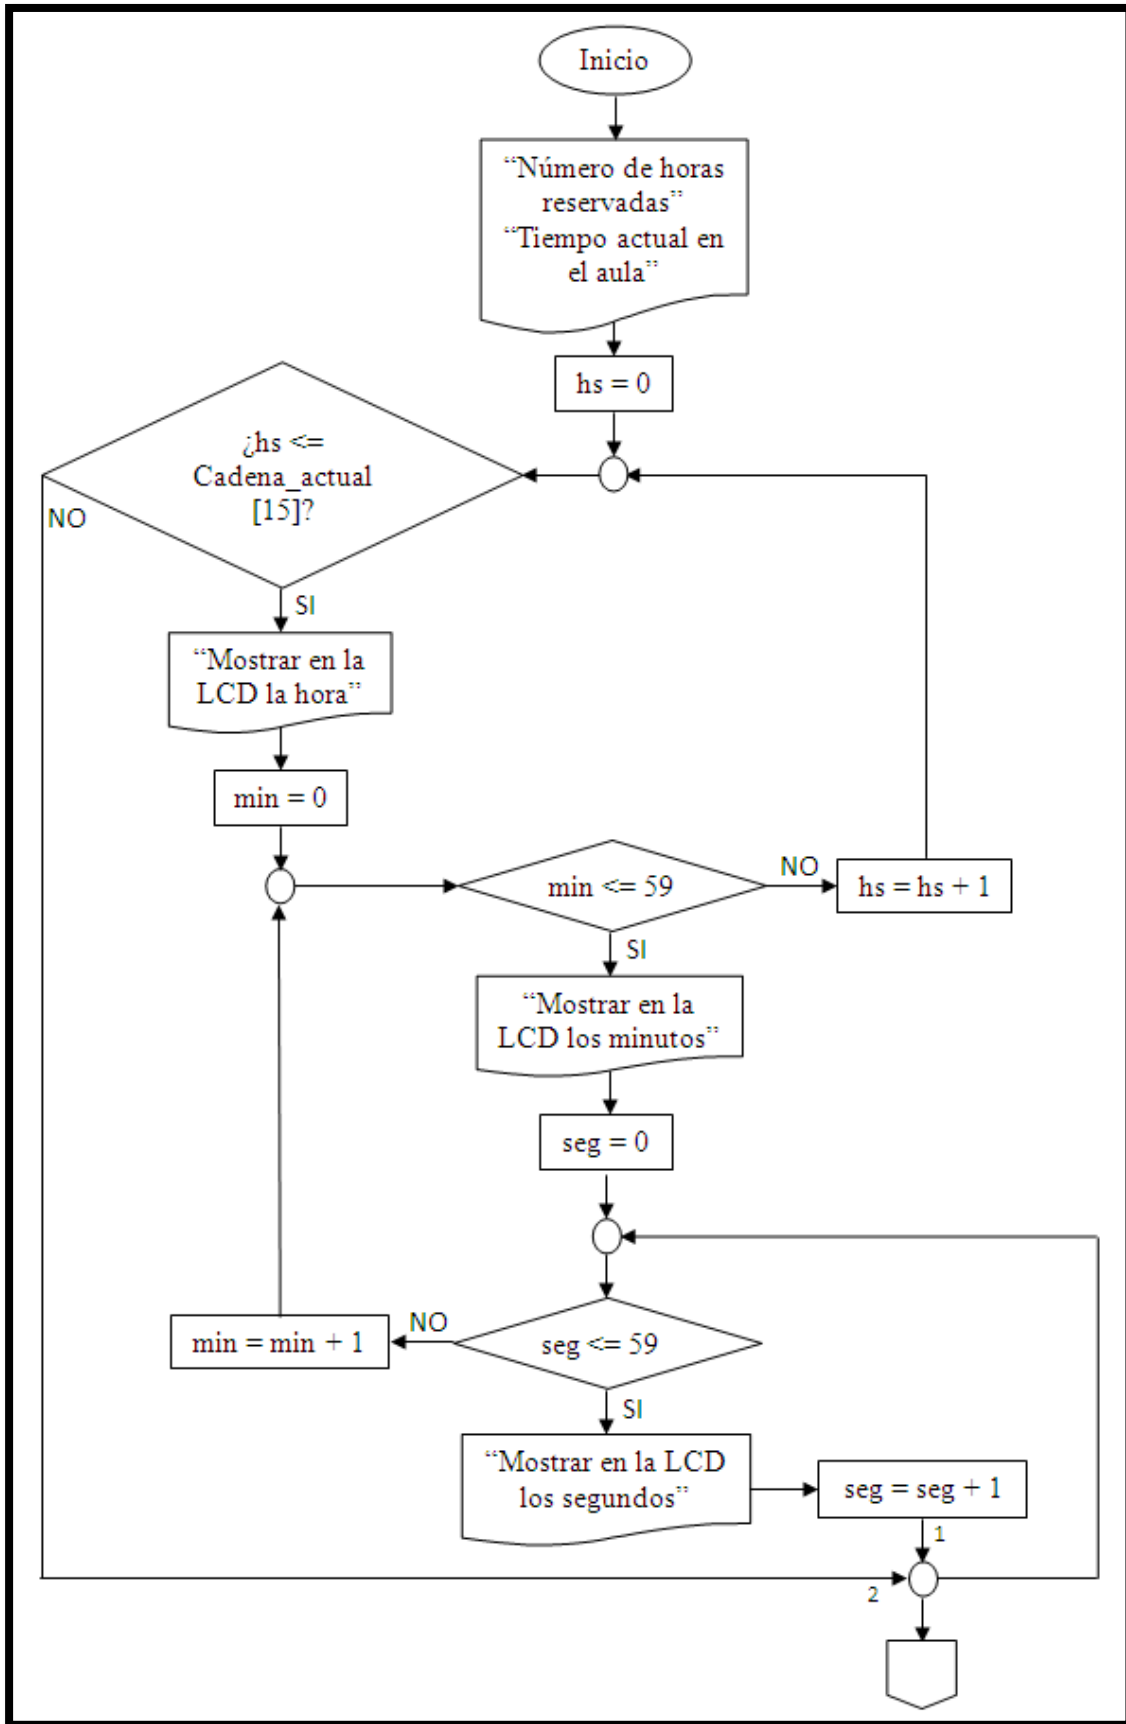 Inicio
“Número de horas
reservadas”
“Tiempo actual en
el aula”
hs = 0
¿hs <=
Cadena_actual
[15]?
NO
SI
“Mostrar en la
LCD la hora”
min = 0
min <= 59
NO
hs = hs + 1
SI
“Mostrar en la
LCD los minutos”
seg = 0
seg <= 59
NO
min = min + 1
SI
“Mostrar en la LCD
los segundos”
seg = seg + 1
1
2